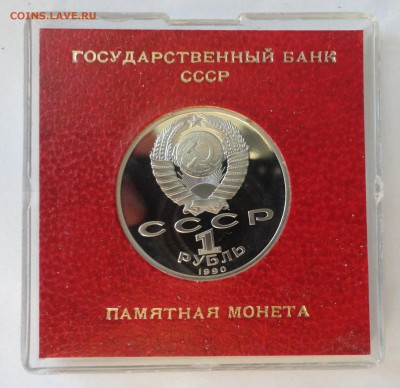 COINS.LAVE.RU
ГОСУДАРСТВЕННЫЙ БАНК
СССР
СССР
1
РУБЛЬ
1990
ПАМЯТНАЯ МОНЕТА